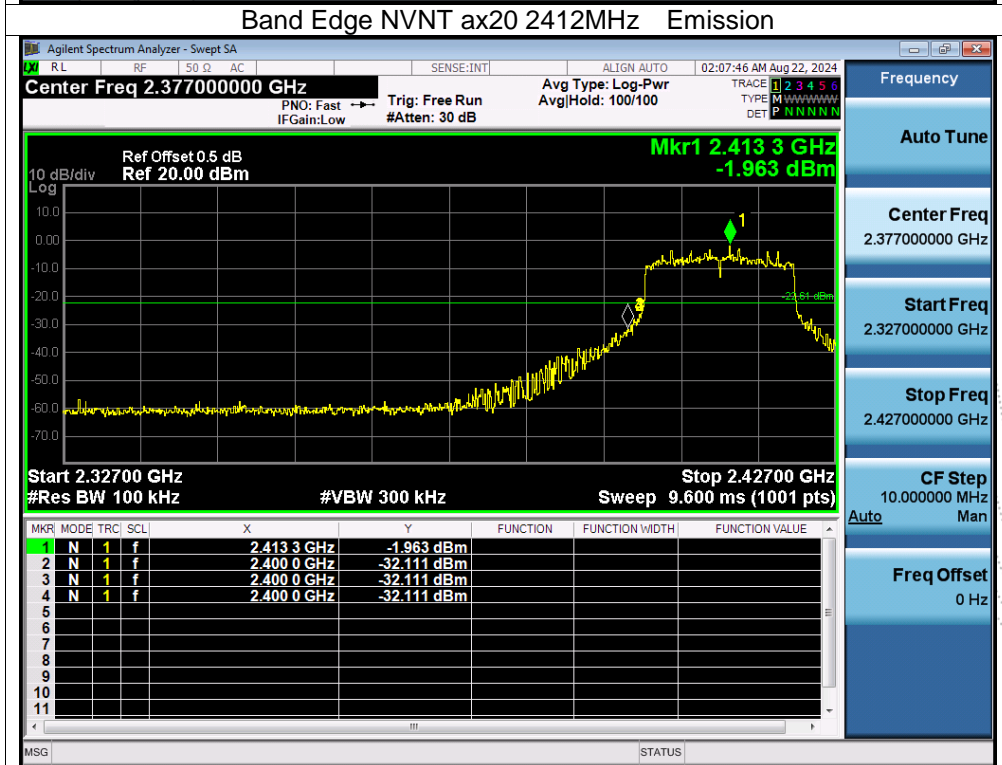 Band Edge NVNT ax20 2412MHz Emission
Agilent Spectrum Analyzer - Swept SA
LXI RL RF 50 Ω AC SENSE:INT ALIGN AUTO 02:07:46 AM Aug 22, 2024
Center Freq 2.377000000 GHz
PNO: Fast
IFGain:Low
Trig: Free Run
#Atten: 30 dB
Avg Type: Log-Pwr
Avg|Hold: 100/100
TRACE 1 2 3 4 5 6
TYPE M WWWWW
DET P N N N N N
Frequency
Auto Tune
Center Freq
2.377000000 GHz
Start Freq
2.327000000 GHz
Stop Freq
2.427000000 GHz
CF Step
10.000000 MHz
Auto Man
Freq Offset
0 Hz
Ref Offset 0.5 dB
10 dB/div Ref 20.00 dBm
Log
Mkr1 2.413 3 GHz
-1.963 dBm
10.0
0.00
-10.0
-20.0
-30.0
-40.0
-50.0
-60.0
-70.0
1
-22.61 dBm
Start 2.32700 GHz Stop 2.42700 GHz
#Res BW 100 kHz #VBW 300 kHz Sweep 9.600 ms (1001 pts)
MKR MODE TRC SCL X Y FUNCTION FUNCTION WIDTH FUNCTION VALUE
1 N 1 f 2.413 3 GHz -1.963 dBm
2 N 1 f 2.400 0 GHz -32.111 dBm
3 N 1 f 2.400 0 GHz -32.111 dBm
4 N 1 f 2.400 0 GHz -32.111 dBm
5
6
7
8
9
10
11
MSG STATUS